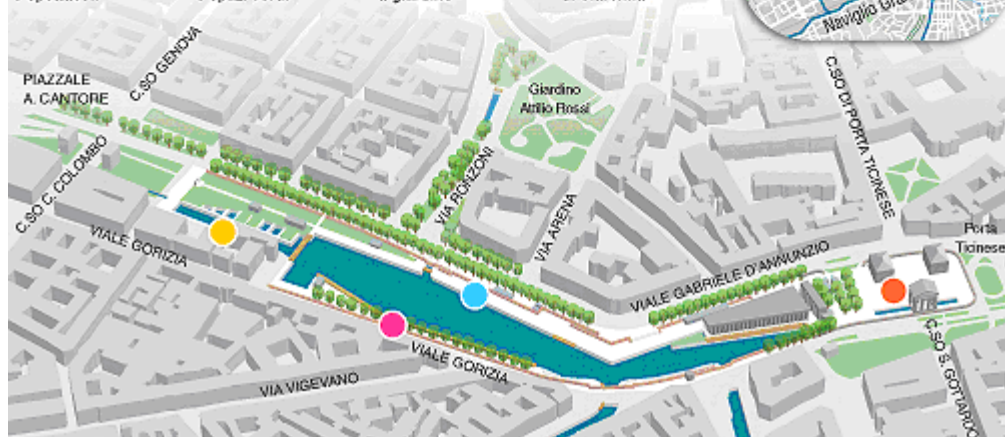 Naviglio Gra
C.SO GENOVA
PIAZZALE
A. CANTORE
Giardino
Attilio Rossi
C.SO DI PORTA TICINESE
C.SO C. COLOMBO
VIA RONZONI
VIA ARENA
VIALE GORIZIA
Porta
Ticinese
VIALE GABRIELE D'ANNUNZIO
VIALE GORIZIA
VIA VIGEVANO
C.SO S. GOTTARDO